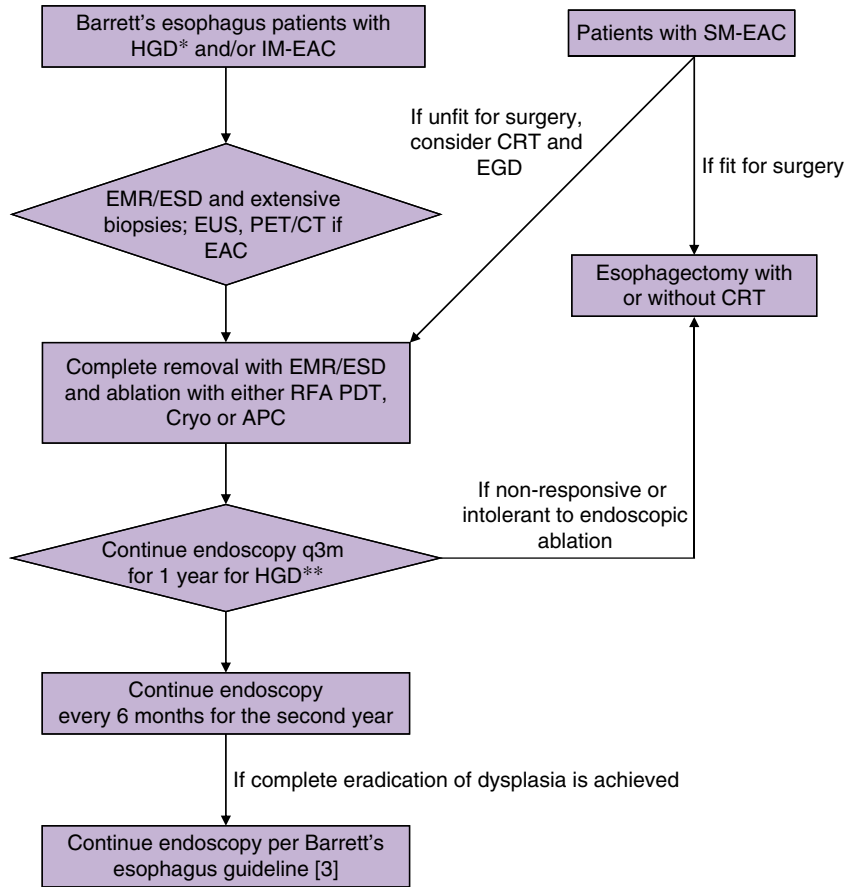 Barrett's esophagus patients with
HGD* and/or IM-EAC
Patients with SM-EAC
If unfit for surgery,
consider CRT and
EGD
If fit for surgery
EMR/ESD and extensive
biopsies; EUS, PET/CT if
EAC
Esophagectomy with
or without CRT
Complete removal with EMR/ESD
and ablation with either RFA PDT,
Cryo or APC
If non-responsive or
intolerant to endoscopic
ablation
Continue endoscopy q3m
for 1 year for HGD**
Continue endoscopy
every 6 months for the second year
If complete eradication of dysplasia is achieved
Continue endoscopy per Barrett's
esophagus guideline [3]